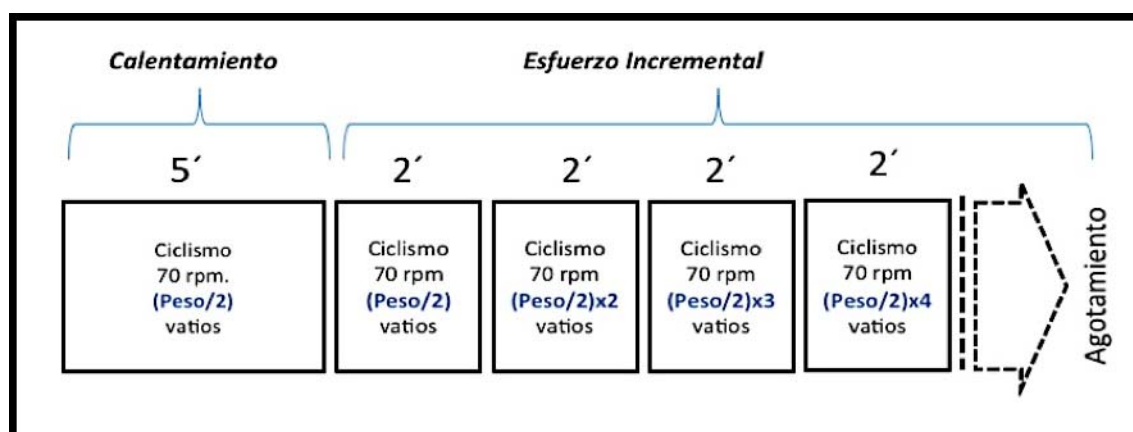 Calentamiento
Esfuerzo Incremental
5´
2´
2´
2´
2´
Ciclismo
70 rpm.
(Peso/2)
vatios
Ciclismo
70 rpm
(Peso/2)
vatios
Ciclismo
70 rpm
(Peso/2)x2
vatios
Ciclismo
70 rpm
(Peso/2)x3
vatios
Ciclismo
70 rpm
(Peso/2)x4
vatios
Agotamiento